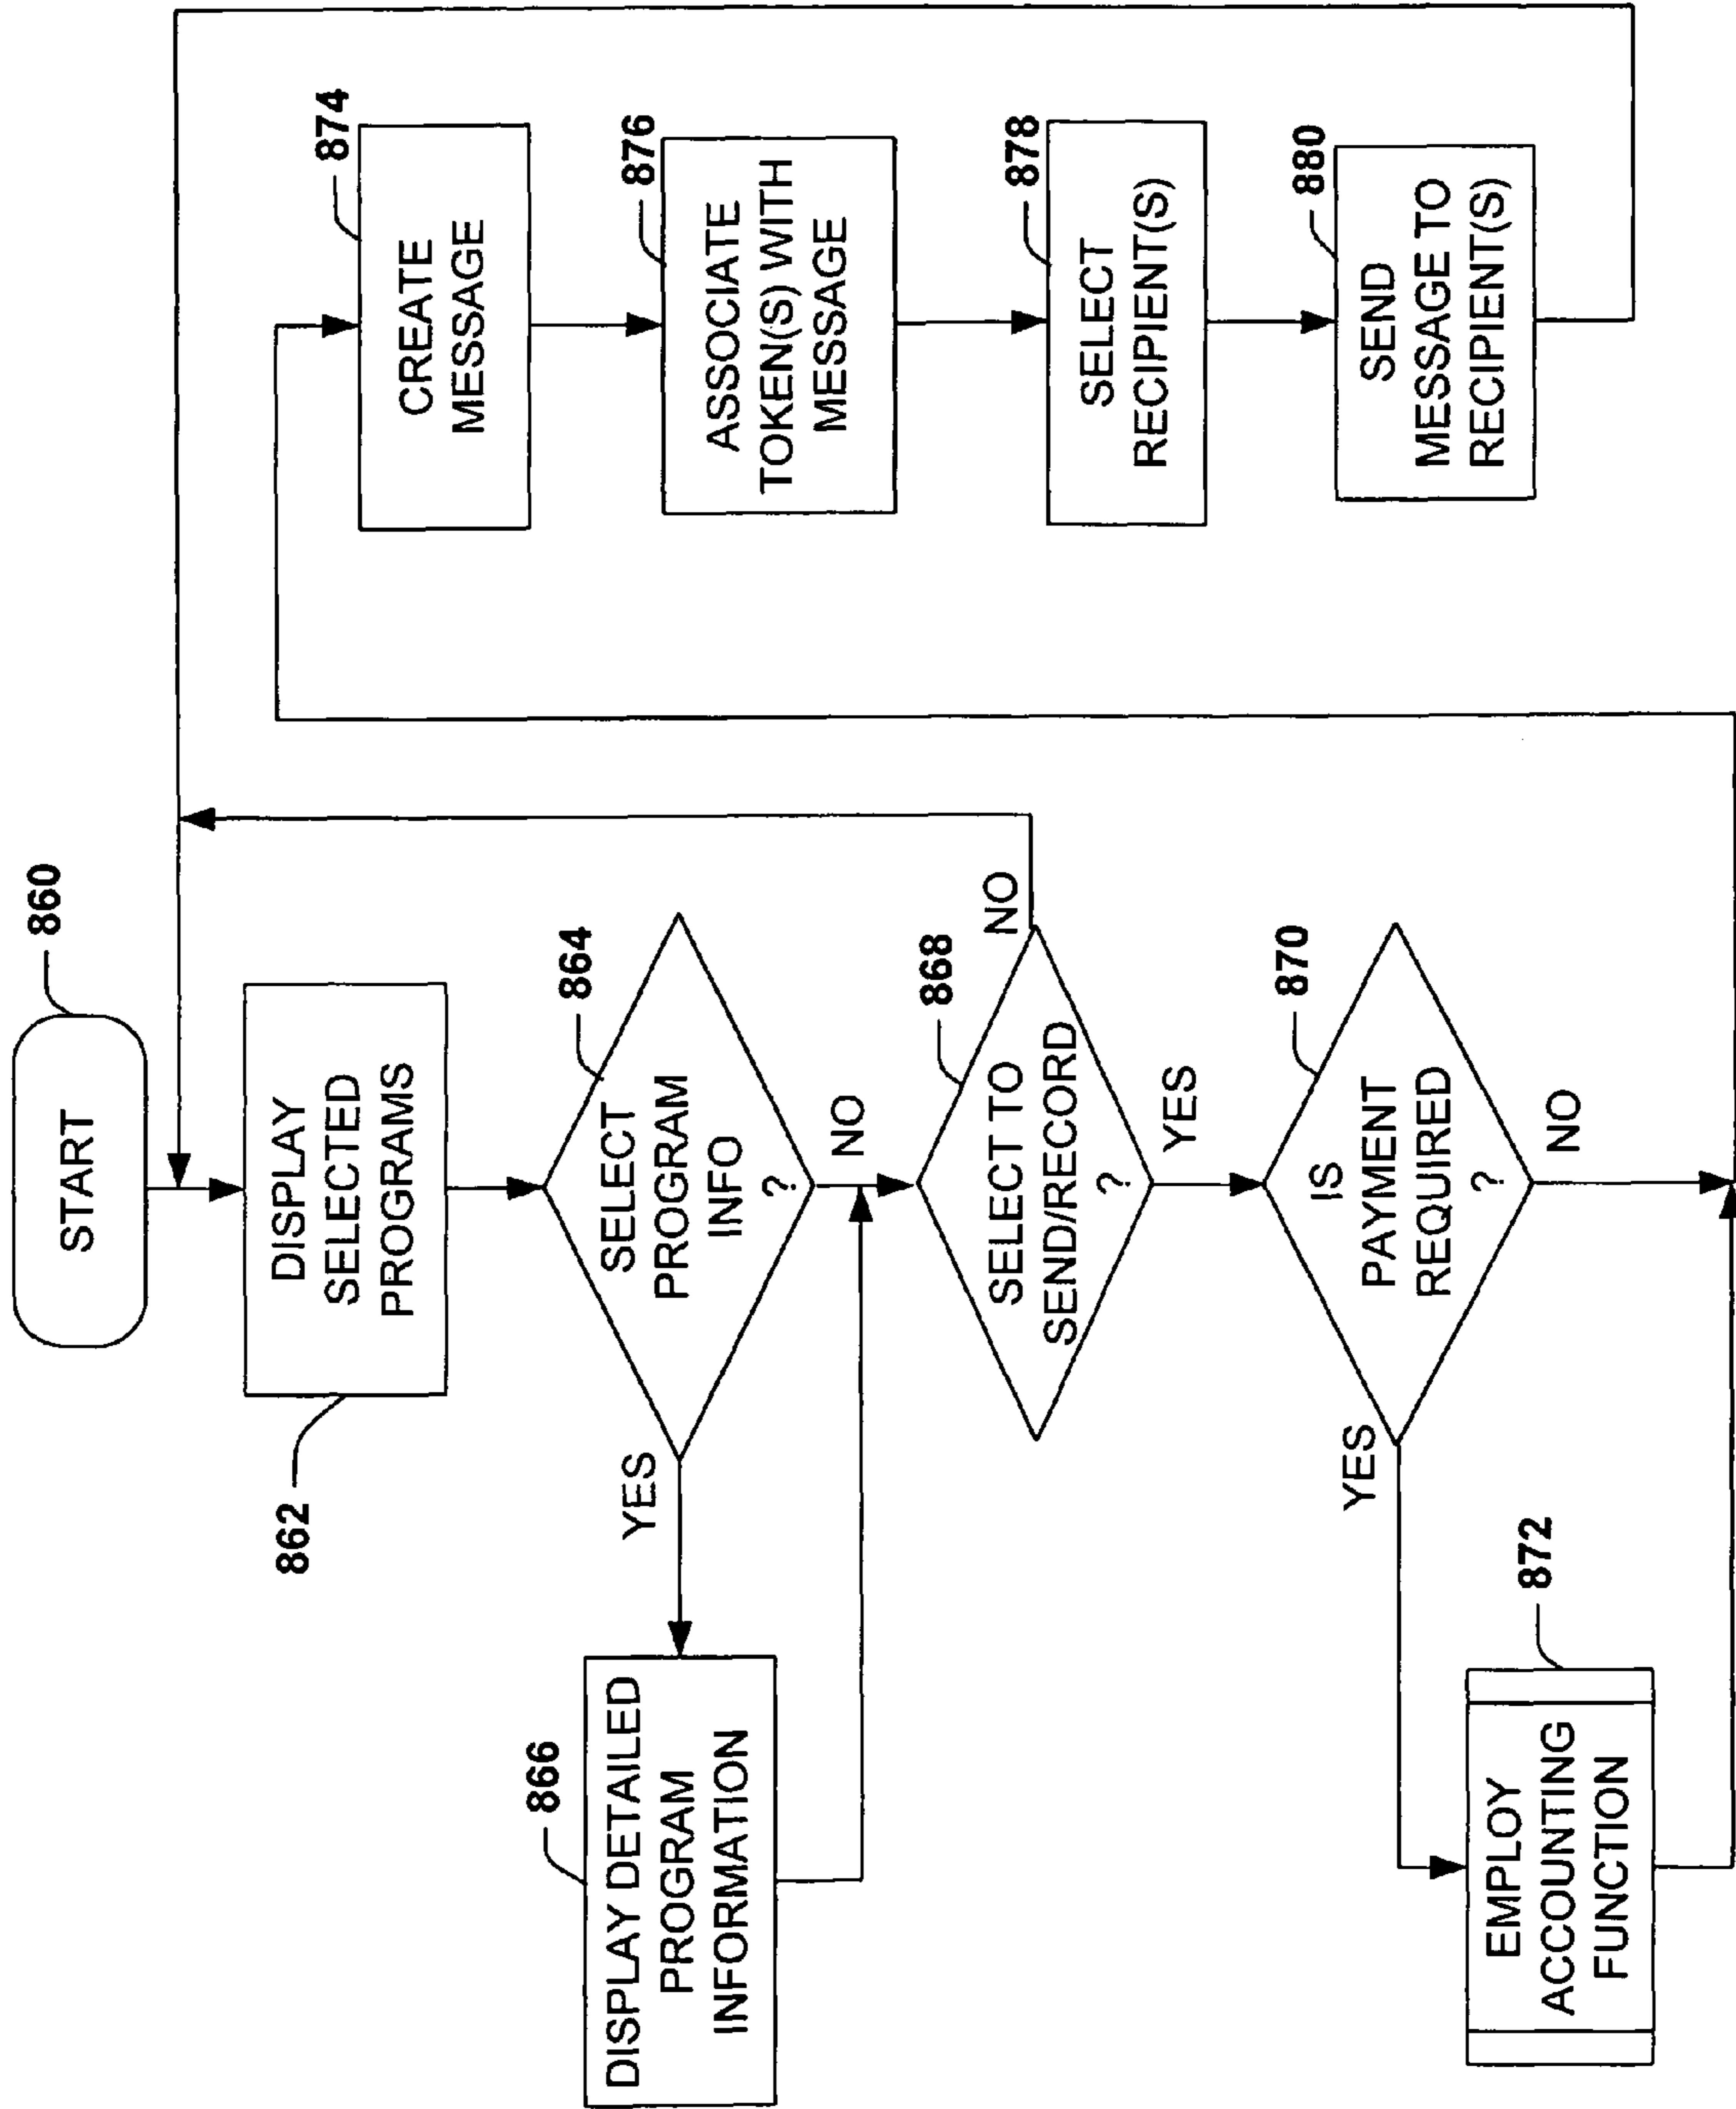 START
860
DISPLAY
SELECTED
PROGRAMS
862
SELECT
PROGRAM
INFO
?
864
YES
NO
DISPLAY DETAILED
PROGRAM
INFORMATION
866
SELECT TO
SEND/RECORD
?
868
NO
YES
IS
PAYMENT
REQUIRED
?
870
YES
NO
EMPLOY
ACCOUNTING
FUNCTION
872
CREATE
MESSAGE
874
ASSOCIATE
TOKEN(S) WITH
MESSAGE
876
SELECT
RECIPIENT(S)
878
SEND
MESSAGE TO
RECIPIENT(S)
880